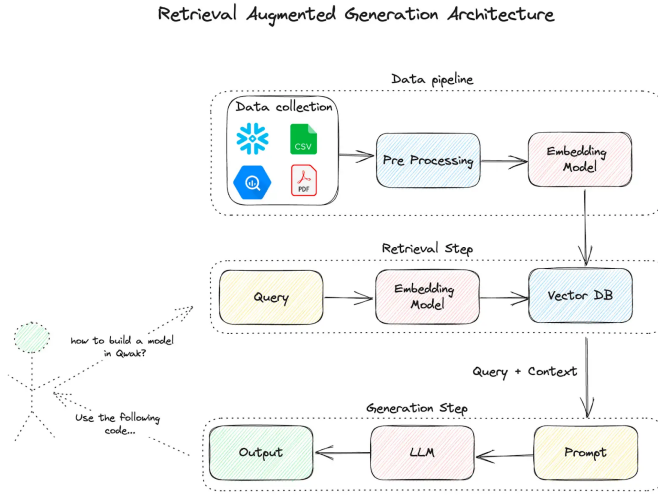 Retrieval Augmented Generation Architecture
Data pipeline
Data collection
CSV
PDF
Pre Processing
Embedding
Model
Retrieval Step
Query
Embedding
Model
Vector DB
how to build a model
in Qwak?
Query + Context
Use the following
code...
Generation Step
Output
LLM
Prompt